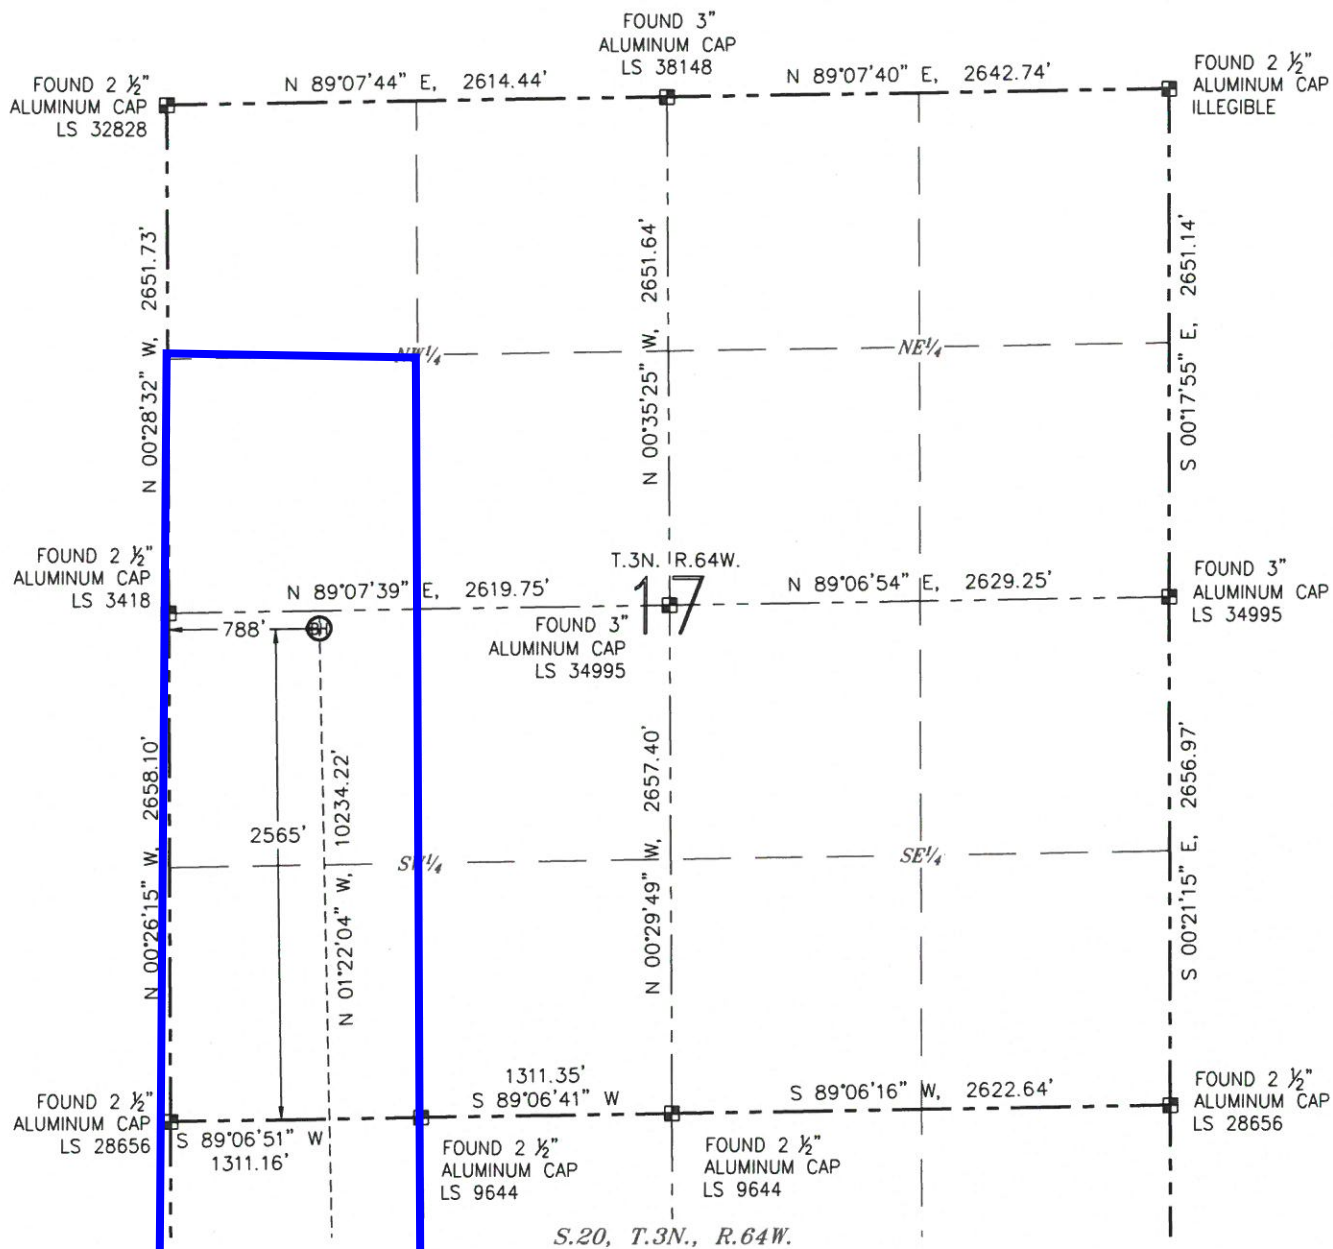 FOUND 3"
ALUMINUM CAP
LS 38148
FOUND 2 ½"
ALUMINUM CAP
LS 32828
N 89°07'44" E, 2614.44'
N 89°07'40" E, 2642.74'
FOUND 2 ½"
ALUMINUM CAP
ILLEGIBLE
N 00°28'32" W, 2651.73'
N 00°35'25" W, 2651.64'
S 00°17'55" E, 2651.14'
NW¼
NE¼
FOUND 2 ½"
ALUMINUM CAP
LS 3418
N 89°07'39" E, 2619.75'
T.3N. R.64W.
17
N 89°06'54" E, 2629.25'
FOUND 3"
ALUMINUM CAP
LS 34995
FOUND 3"
ALUMINUM CAP
LS 34995
788'
BH
2565'
N 00°26'15" W, 2658.10'
N 01°22'04" W, 10234.22'
N 00°29'49" W, 2657.40'
S 00°21'15" E, 2656.97'
SW¼
SE¼
FOUND 2 ½"
ALUMINUM CAP
LS 28656
S 89°06'51" W
1311.16'
1311.35'
S 89°06'41" W
S 89°06'16" W, 2622.64'
FOUND 2 ½"
ALUMINUM CAP
LS 28656
FOUND 2 ½"
ALUMINUM CAP
LS 9644
FOUND 2 ½"
ALUMINUM CAP
LS 9644
S.20, T.3N., R.64W.